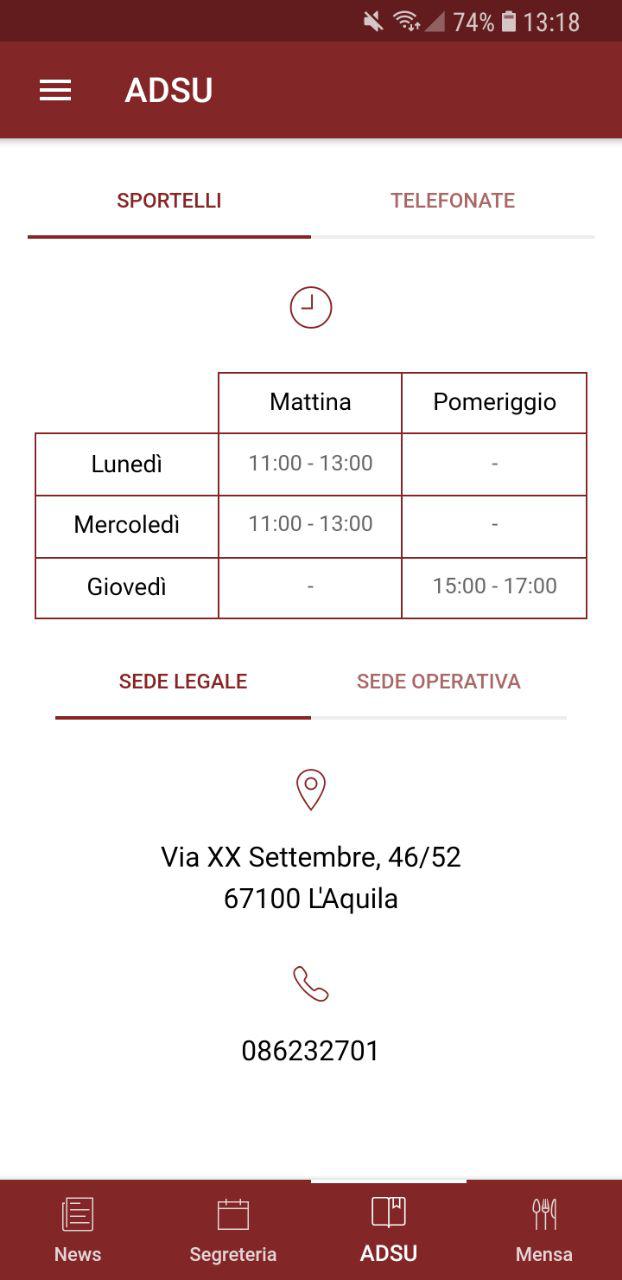 74% 13:18
ADSU
SPORTELLI TELEFONATE
Mattina Pomeriggio
Lunedì 11:00 - 13:00 -
Mercoledì 11:00 - 13:00 -
Giovedì - 15:00 - 17:00
SEDE LEGALE SEDE OPERATIVA
Via XX Settembre, 46/52
67100 L'Aquila
086232701
News Segreteria ADSU Mensa